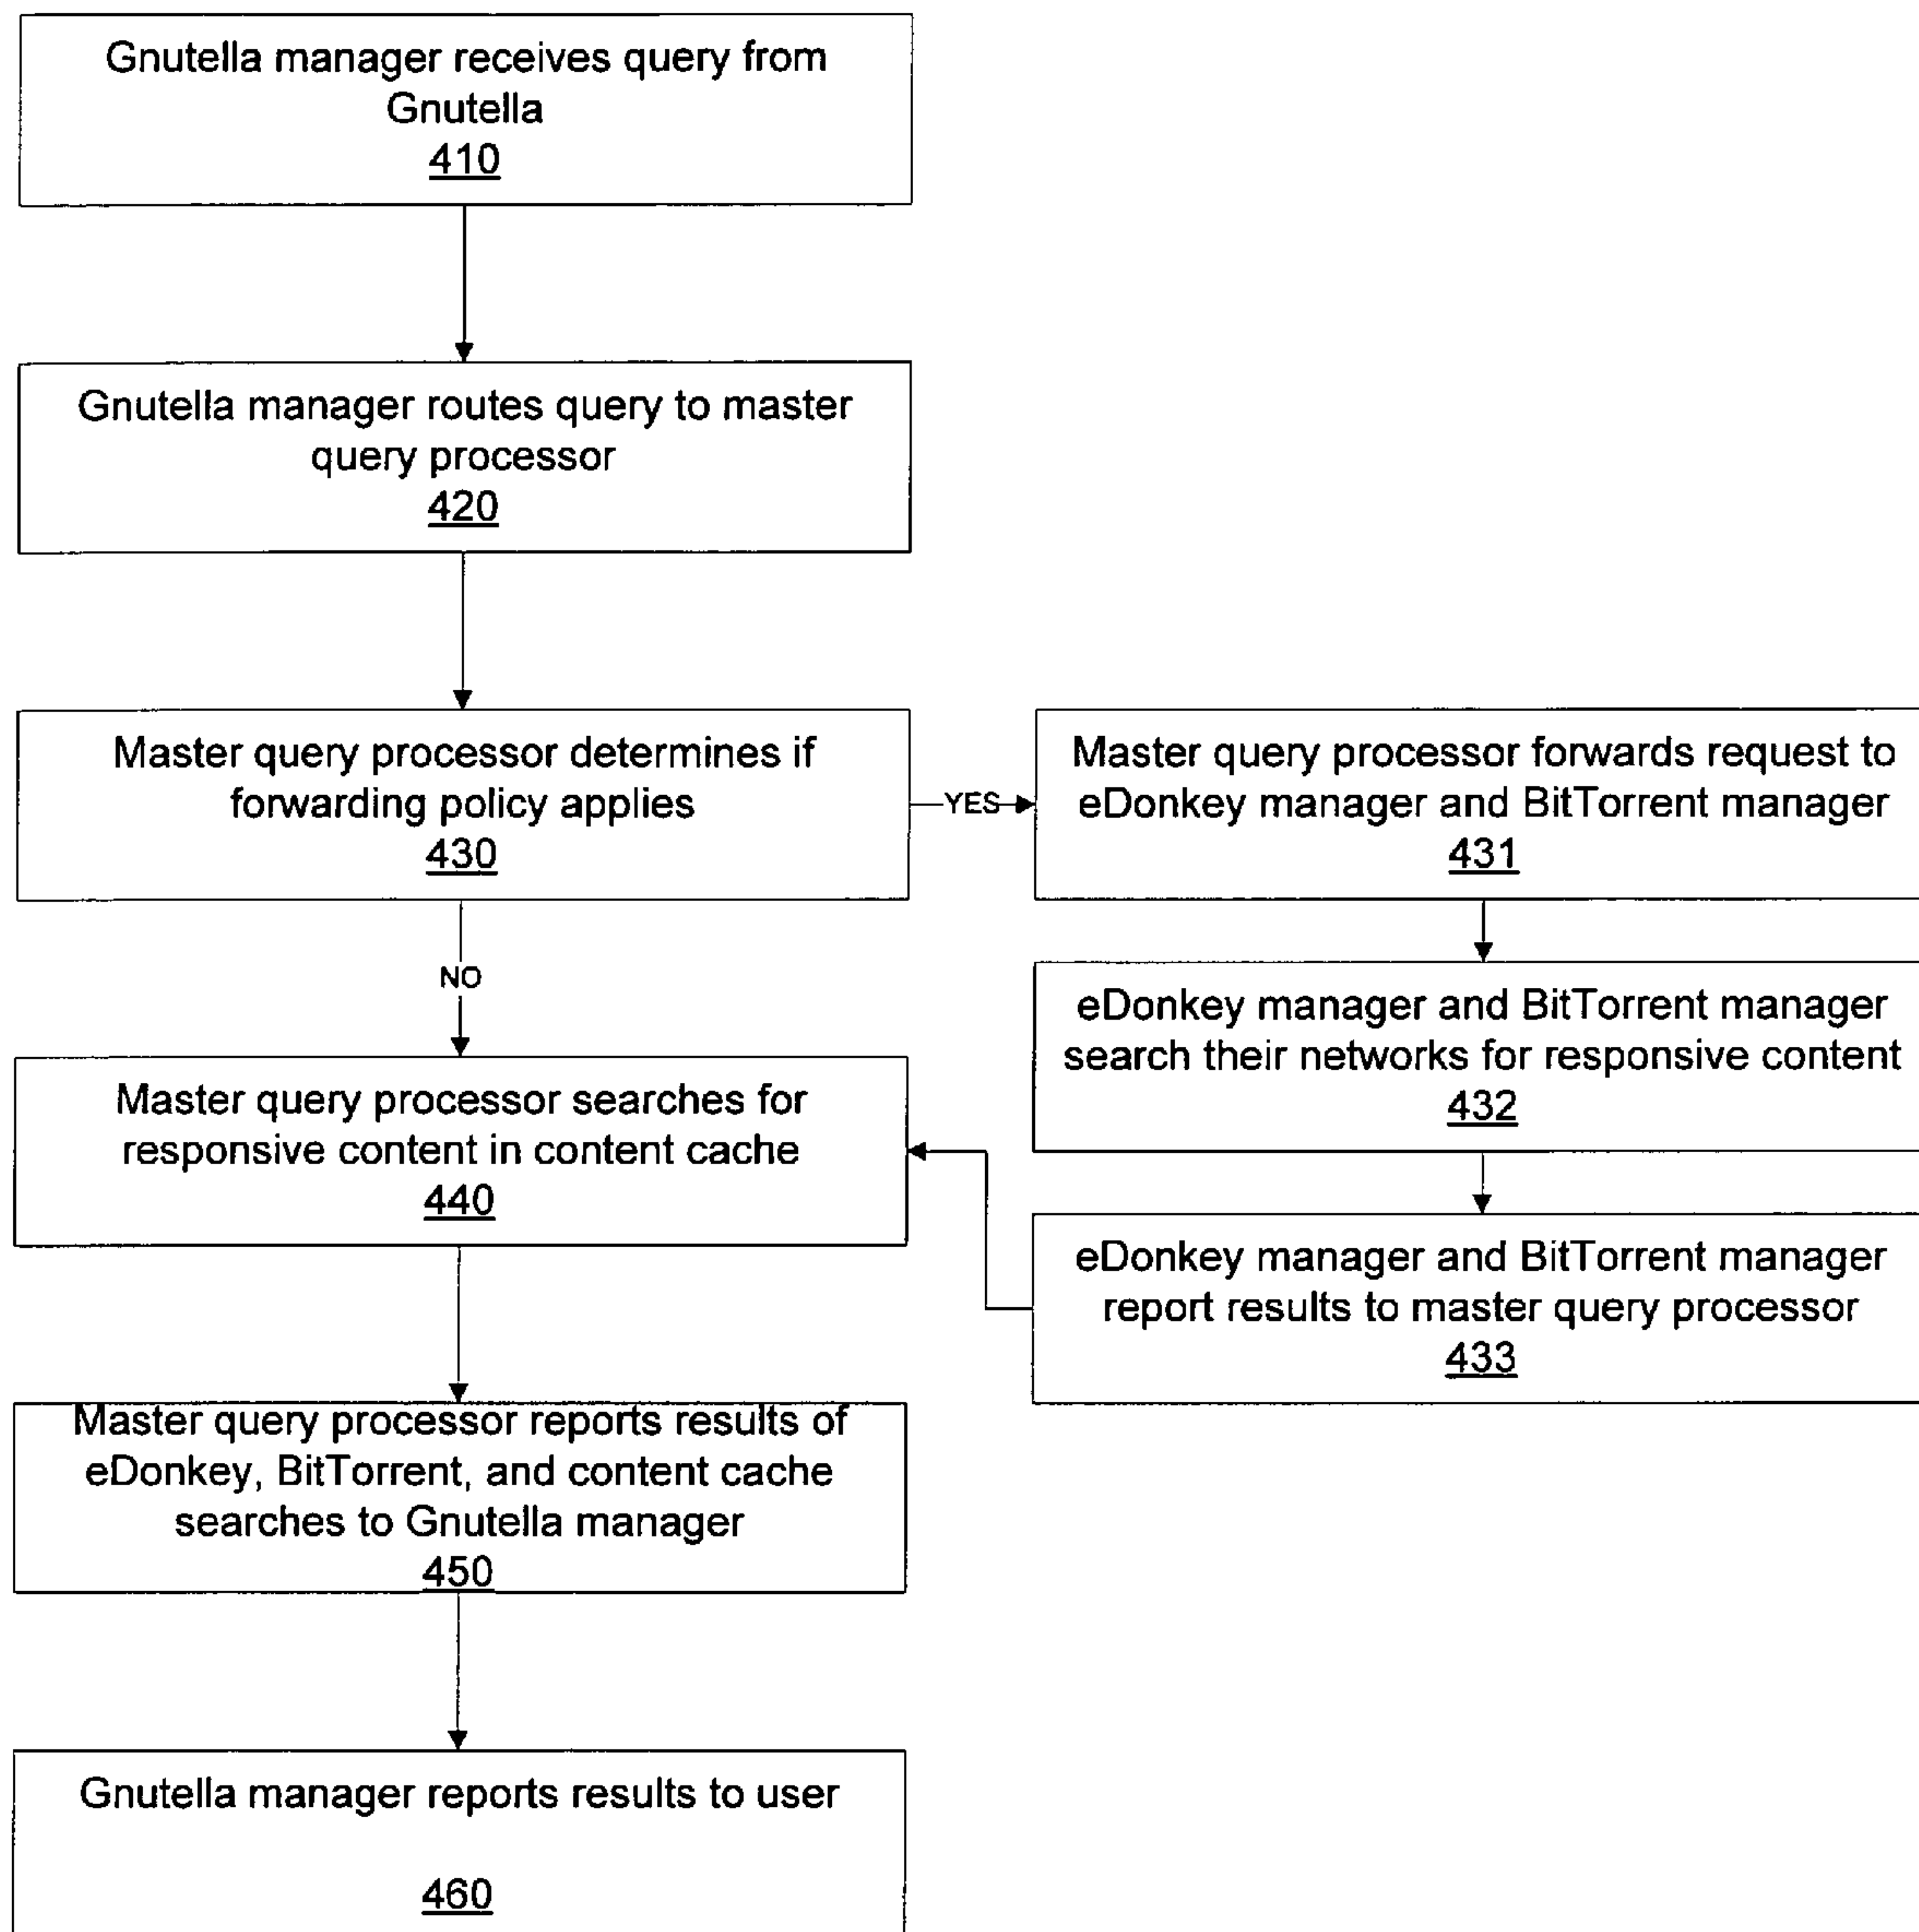 Gnutella manager receives query from
Gnutella
410
Gnutella manager routes query to master
query processor
420
Master query processor determines if
forwarding policy applies
430
YES
Master query processor forwards request to
eDonkey manager and BitTorrent manager
431
NO
eDonkey manager and BitTorrent manager
search their networks for responsive content
432
Master query processor searches for
responsive content in content cache
440
eDonkey manager and BitTorrent manager
report results to master query processor
433
Master query processor reports results of
eDonkey, BitTorrent, and content cache
searches to Gnutella manager
450
Gnutella manager reports results to user
460